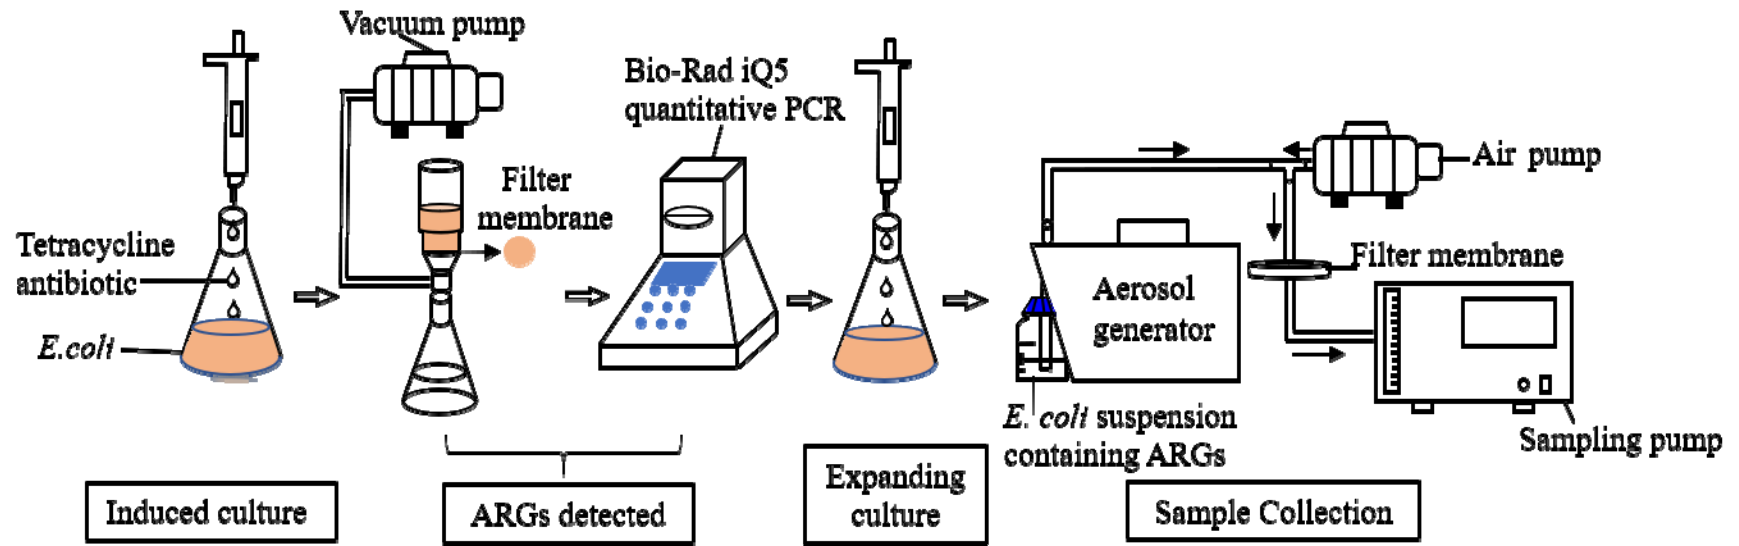 Vacuum pump
Bio-Rad iQ5
quantitative PCR
Air pump
Filter
membrane
Tetracycline
antibiotic
Filter membrane
Aerosol
generator
E.coli
E. coli suspension
containing ARGs
Sampling pump
Induced culture
ARGs detected
Expanding
culture
Sample Collection